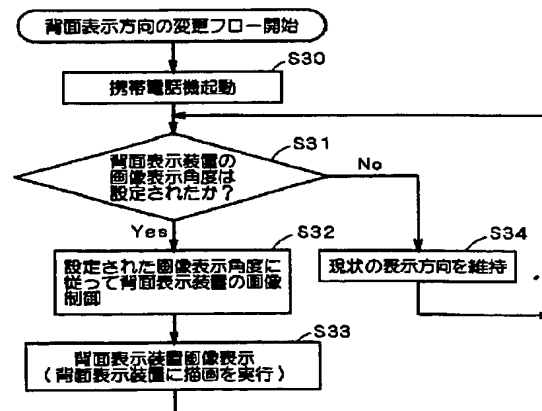 背面表示方向の変更フロー開始
S30
携帯電話機起動
S31
背面表示装置の
画像表示角度は
設定されたか？
No
Yes
S32
設定された画像表示角度に
従って背面表示装置の画像
制御
S34
現状の表示方向を維持
S33
背面表示装置画像表示
（背面表示装置に描画を実行）